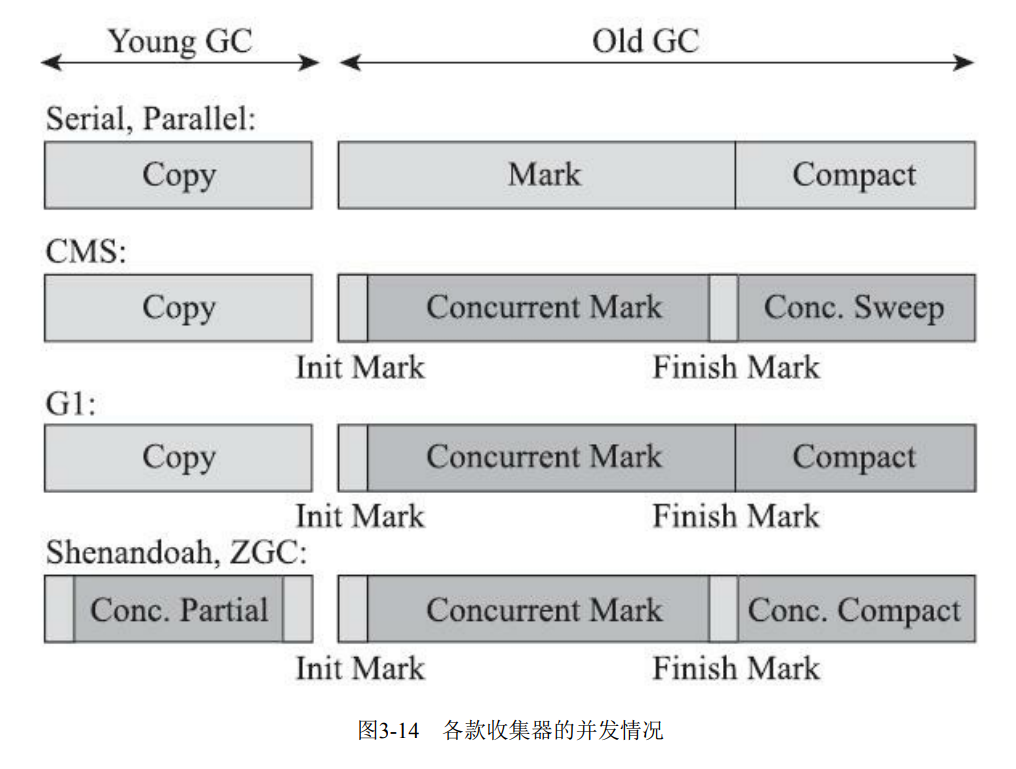 Young GC Old GC
Serial, Parallel:
Copy Mark Compact
CMS:
Copy Concurrent Mark Conc. Sweep
Init Mark Finish Mark
G1:
Copy Concurrent Mark Compact
Init Mark Finish Mark
Shenandoah, ZGC:
Conc. Partial Concurrent Mark Conc. Compact
Init Mark Finish Mark
图3-14 各款收集器的并发情况